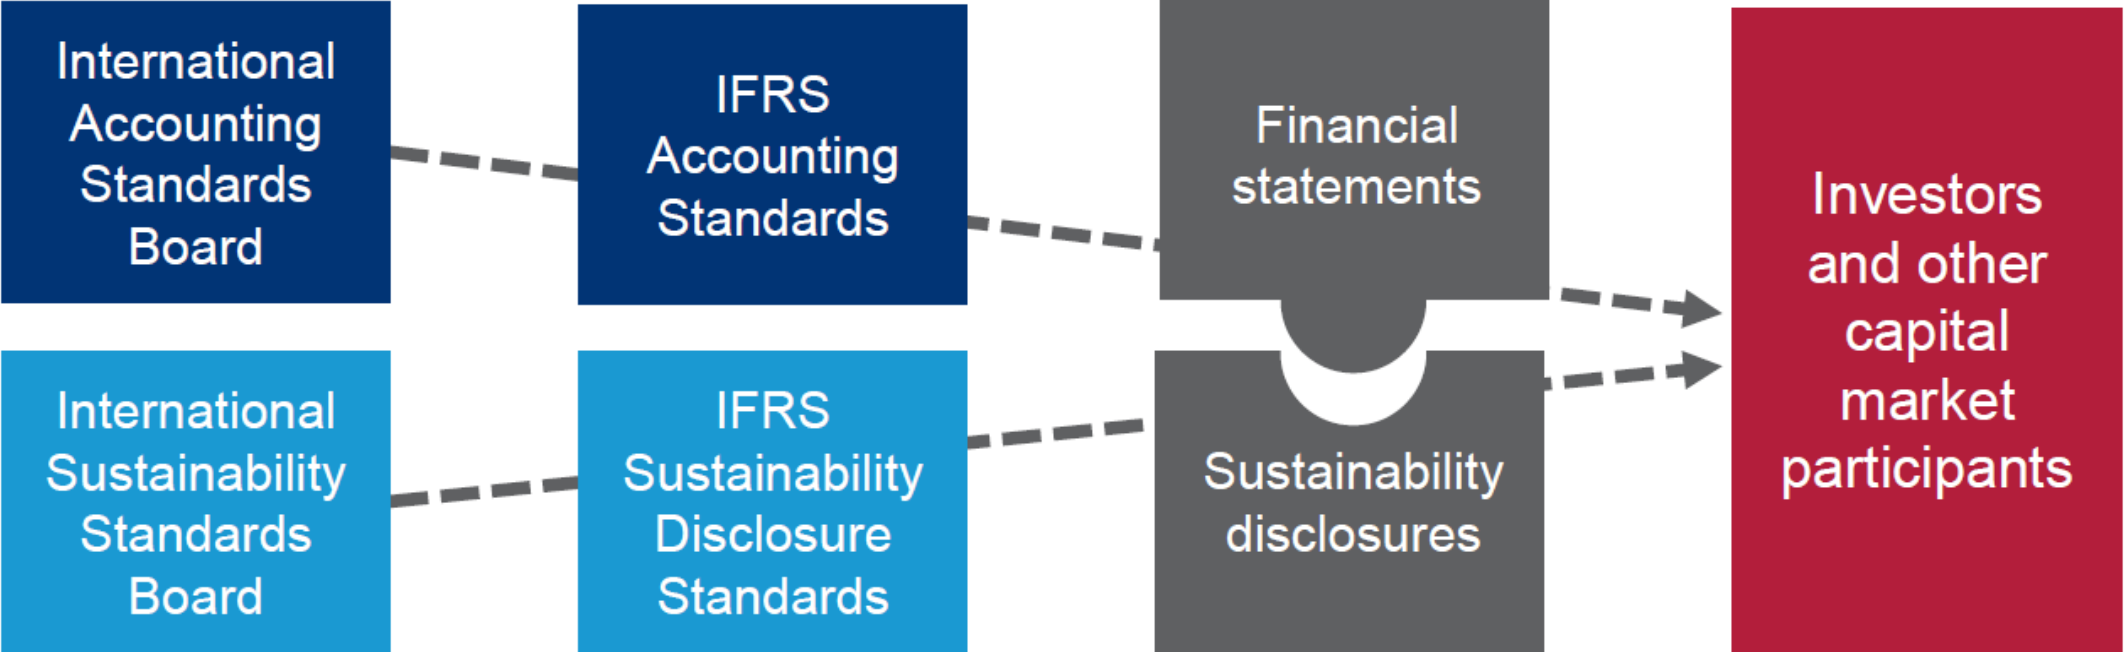 International
Accounting
Standards
Board
IFRS
Accounting
Standards
Financial
statements
Investors
and other
capital
market
participants
International
Sustainability
Standards
Board
IFRS
Sustainability
Disclosure
Standards
Sustainability
disclosures